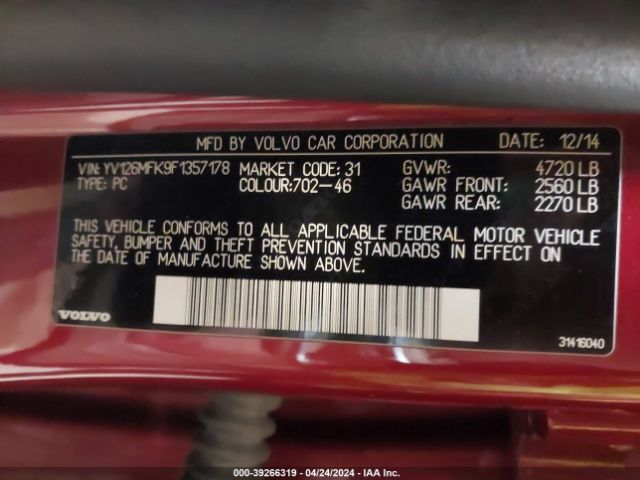 MFD BY VOLVO CAR CORPORATION DATE: 12/14
VIN: YV126MFK9F1357178 MARKET CODE: 31 GVWR: 4720 LB
TYPE: PC COLOUR:702-46 GAWR FRONT: 2560 LB
GAWR REAR: 2270 LB
THIS VEHICLE CONFORMS TO ALL APPLICABLE FEDERAL MOTOR VEHICLE
SAFETY, BUMPER AND THEFT PREVENTION STANDARDS IN EFFECT ON
THE DATE OF MANUFACTURE SHOWN ABOVE.
VOLVO
31416040
000-39266319 - 04/24/2024 - IAA Inc.